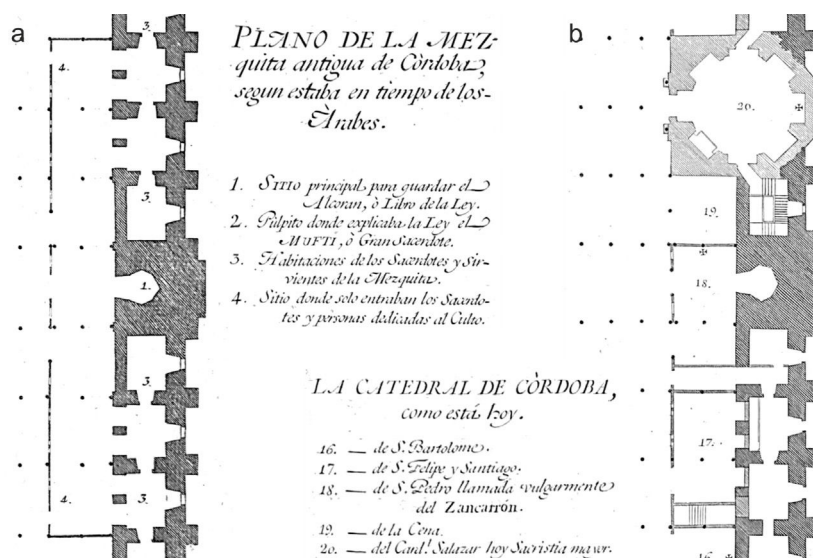 a
3.
4.
3.
1.
3.
4.
3.
PLANO DE LA MEZ-
quita antigua de Còrdoba,
segun estaba en tiempo de los-
Àrabes.
1. SITIO principal para guardar el
Alcoran, ò Libro de la Ley.
2. Púlpito donde explicaba la Ley el
MUFTI, ò Gran Sacerdote.
3. Habitaciones de los Sacerdotes y Sir-
vientes de la Mezquita.
4. Sitio donde solo entraban los Sacerdo-
tes y personas dedicadas al Culto.
LA CATEDRAL DE CÒRDOBA,
como está hoy.
16. — de S. Bartolome.
17. — de S. Felipe y Santiago.
18. — de S. Pedro llamada vulgarmente
del Zancarrón.
19. — de la Cena.
20. — del Card.l Salazar hoy Sacristia mayor.
b
20.
19.
18.
17.
16.